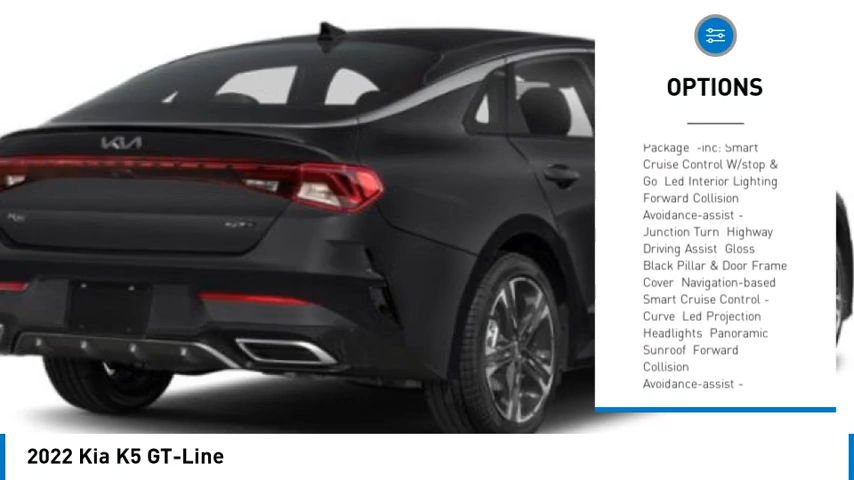 KIA
K5
OPTIONS
Package -inc: Smart
Cruise Control W/stop &
Go Led Interior Lighting
Forward Collision
Avoidance-assist -
Junction Turn Highway
Driving Assist Gloss
Black Pillar & Door Frame
Cover Navigation-based
Smart Cruise Control -
Curve Led Projection
Headlights Panoramic
Sunroof Forward
Collision
Avoidance-assist -
2022 Kia K5 GT-Line